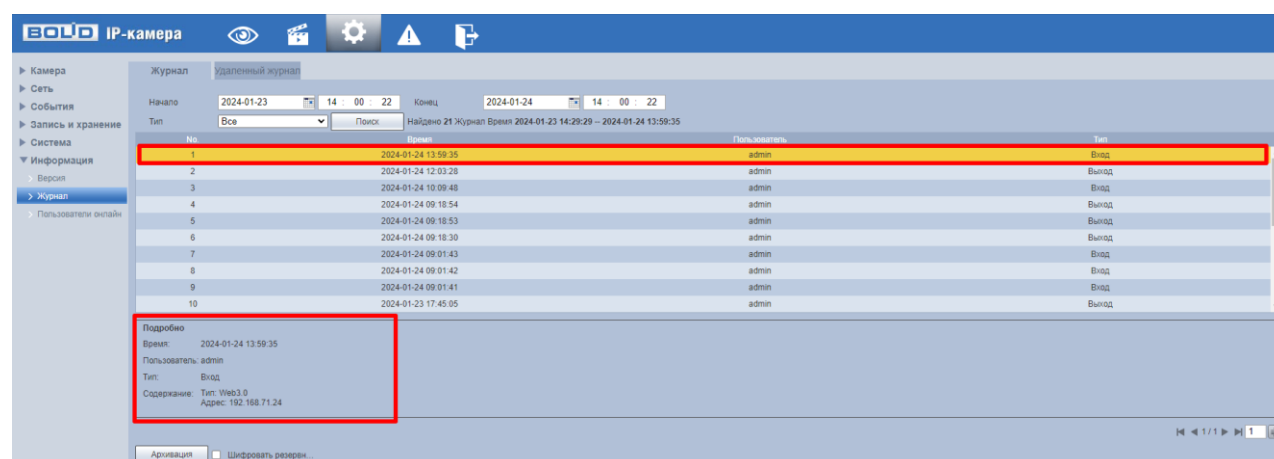 BOLID IP-камера
Камера
Сеть
События
Запись и хранение
Система
Информация
Версия
Журнал
Пользователи онлайн
Журнал Удаленный журнал
Начало 2024-01-23 14 : 00 : 22 Конец 2024-01-24 14 : 00 : 22
Тип Все Поиск Найдено 21 Журнал Время 2024-01-23 14:29:29 -- 2024-01-24 13:59:35
No. Время Пользователь Тип
1 2024-01-24 13:59:35 admin Вход
2 2024-01-24 12:03:28 admin Выход
3 2024-01-24 10:09:48 admin Вход
4 2024-01-24 09:18:54 admin Выход
5 2024-01-24 09:18:53 admin Выход
6 2024-01-24 09:18:30 admin Выход
7 2024-01-24 09:01:43 admin Вход
8 2024-01-24 09:01:42 admin Вход
9 2024-01-24 09:01:41 admin Вход
10 2024-01-23 17:45:05 admin Выход
Подробно
Время: 2024-01-24 13:59:35
Пользователь: admin
Тип: Вход
Содержание: Тип: Web3.0
Адрес: 192.168.71.24
1/1 1
Архивация Шифровать резервн...